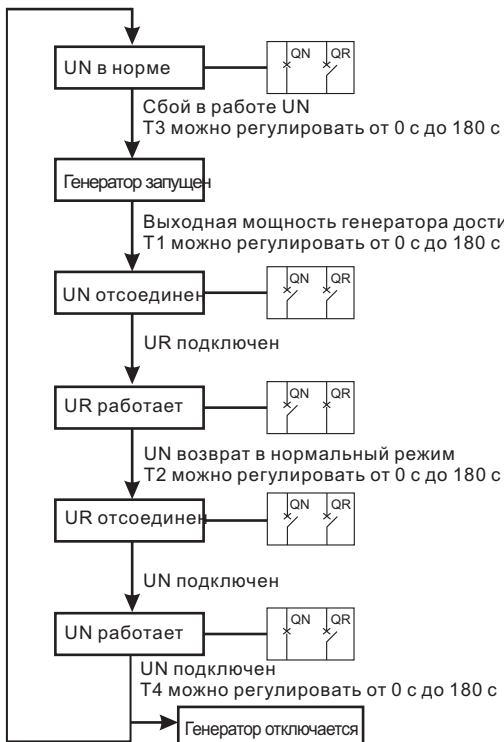 UN в норме
QN QR
Сбой в работе UN
T3 можно регулировать от 0 с до 180 с
Генератор запущен
Выходная мощность генератора дости
T1 можно регулировать от 0 с до 180 с
UN отсоединен
QN QR
UR подключен
UR работает
QN QR
UN возврат в нормальный режим
T2 можно регулировать от 0 с до 180 с
UR отсоединен
QN QR
UN подключен
UN работает
QN QR
UN подключен
T4 можно регулировать от 0 с до 180 с
Генератор отключается